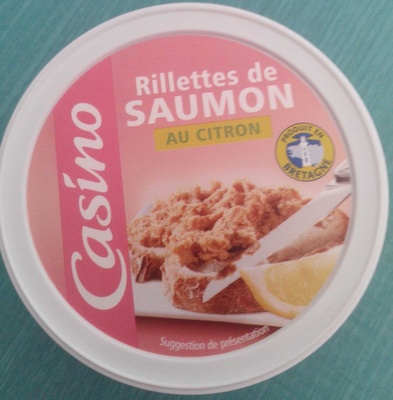 Casino
Rillettes de
SAUMON
AU CITRON
PRODUIT EN
BRETAGNE
Suggestion de présentation